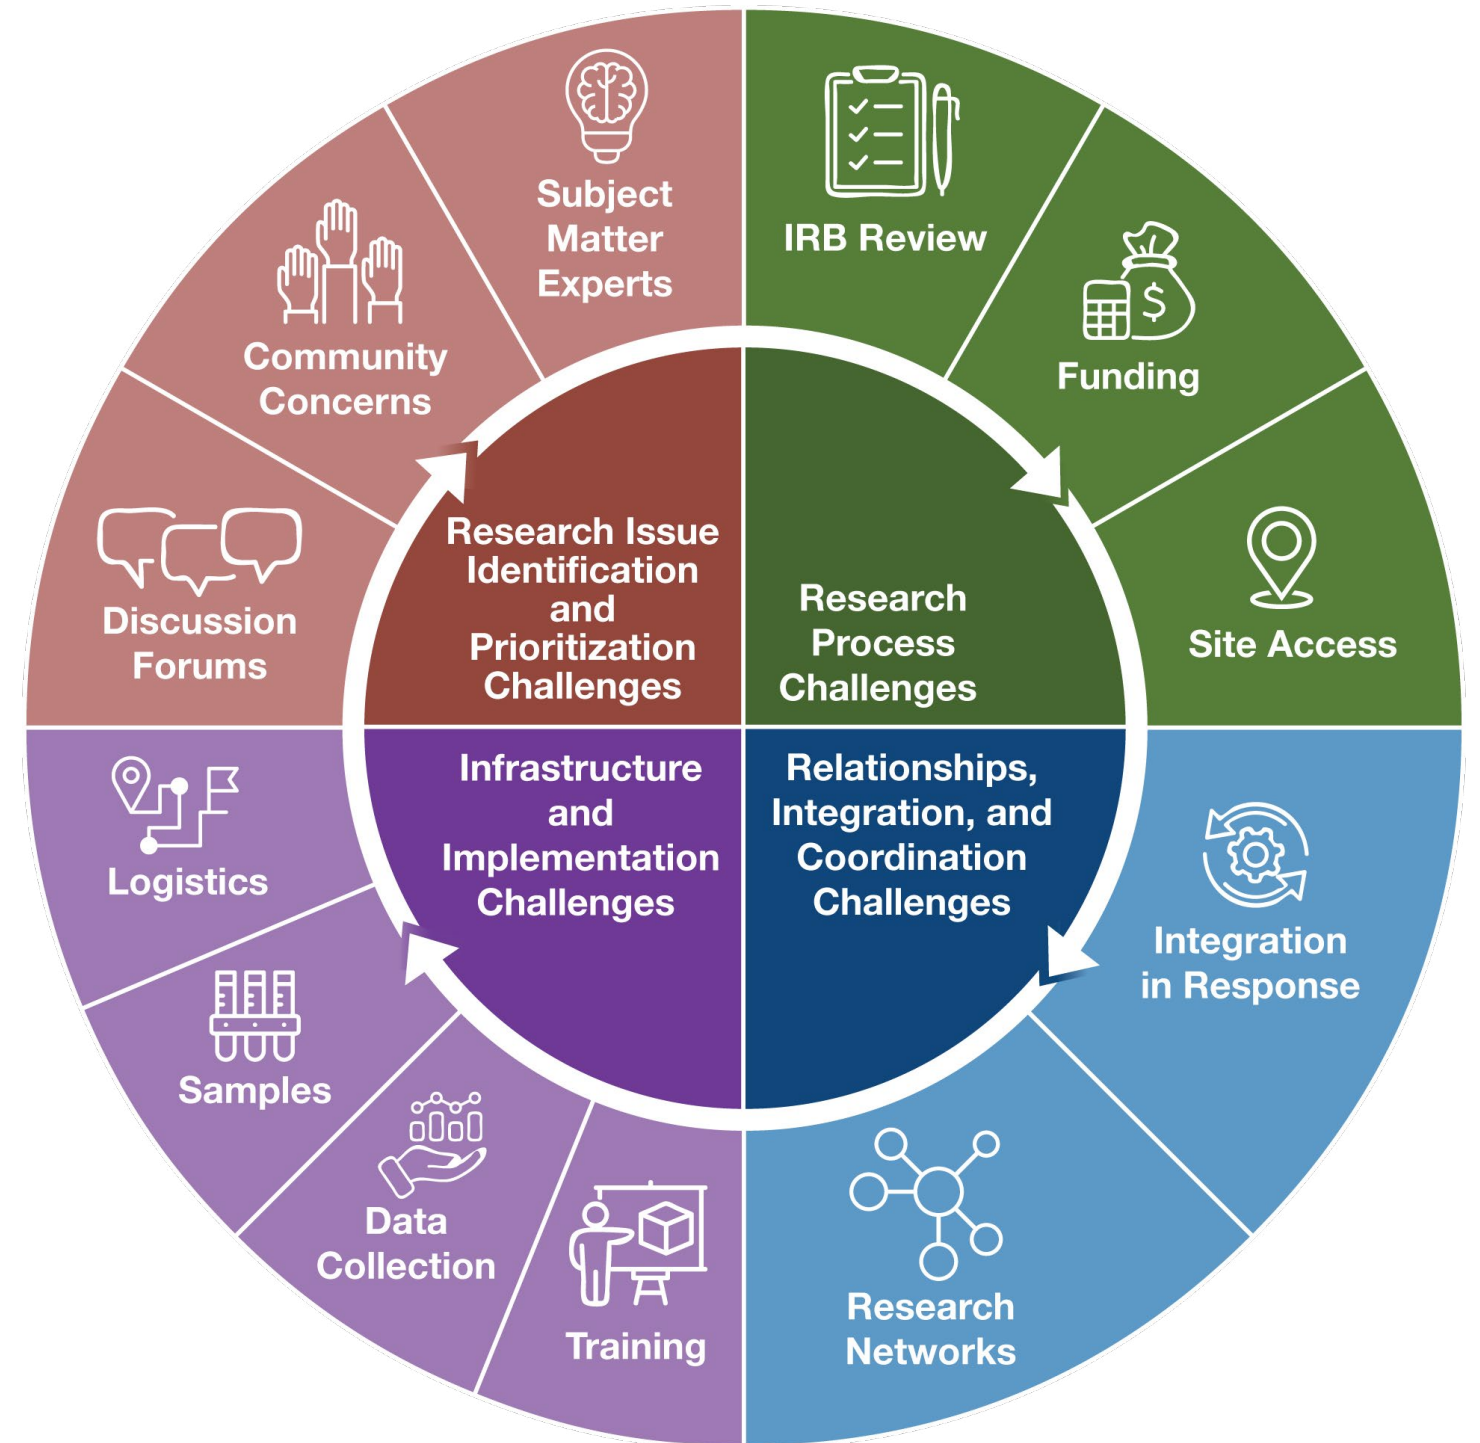 Subject
Matter
Experts
IRB Review
Community
Concerns
Funding
Discussion
Forums
Site Access
Research Issue
Identification
and
Prioritization
Challenges
Research
Process
Challenges
Infrastructure
and
Implementation
Challenges
Relationships,
Integration, and
Coordination
Challenges
Logistics
Integration
in Response
Samples
Data
Collection
Training
Research
Networks
$